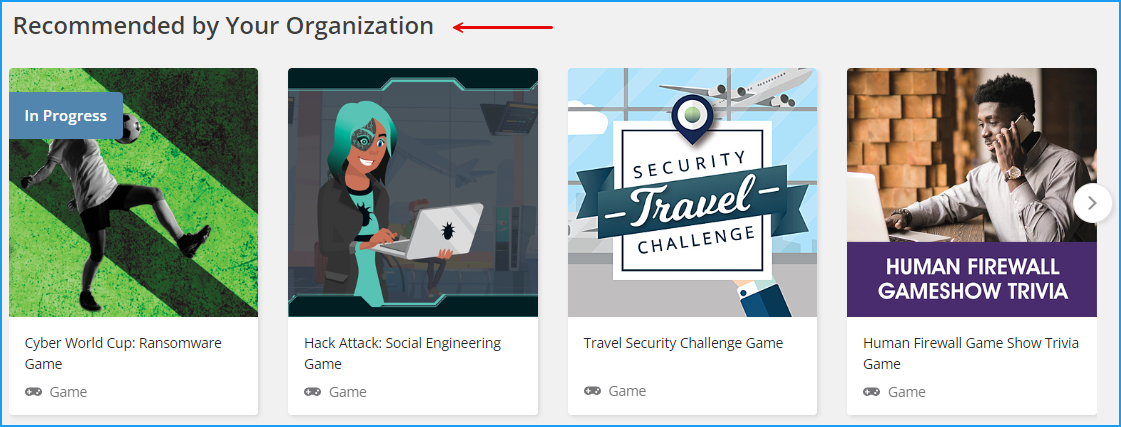 Recommended by Your Organization
In Progress
SECURITY
Travel
CHALLENGE
HUMAN FIREWALL
GAMESHOW TRIVIA
Cyber World Cup: Ransomware
Game
Game
Hack Attack: Social Engineering
Game
Game
Travel Security Challenge Game
Game
Human Firewall Game Show Trivia
Game
Game